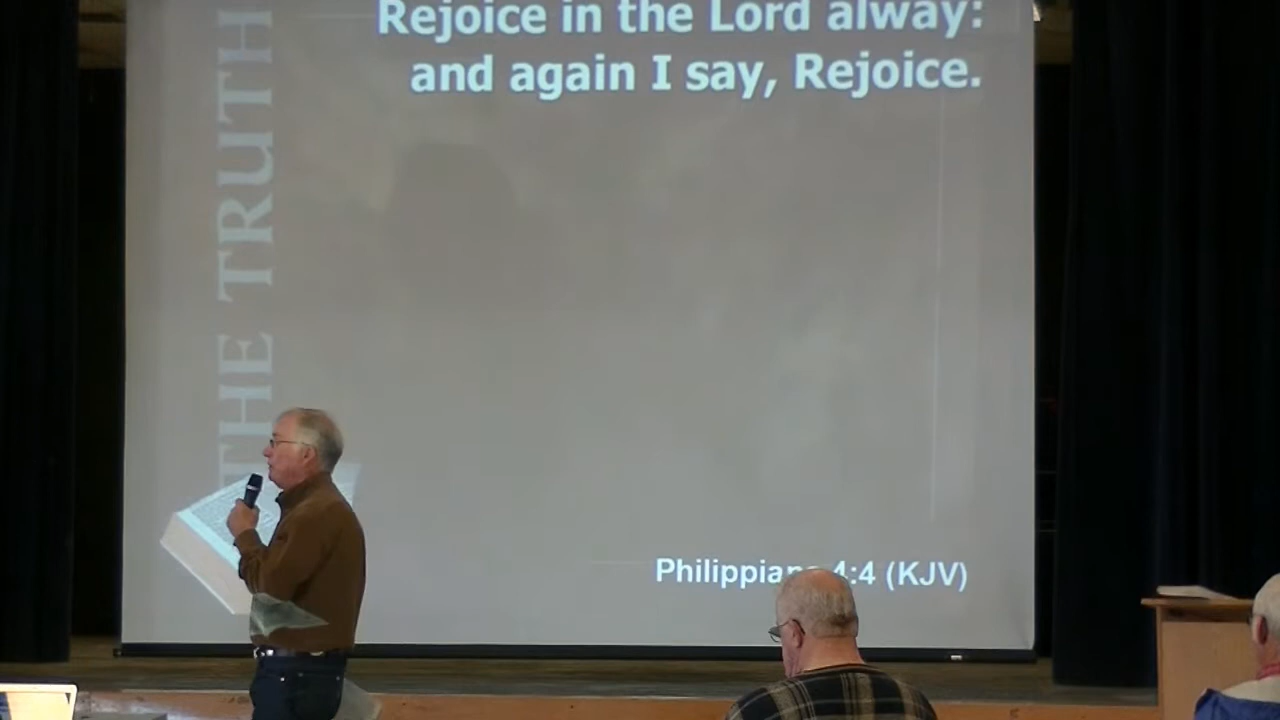 Rejoice in the Lord alway:
and again I say, Rejoice.
THE TRUTH
Philippians 4:4 (KJV)